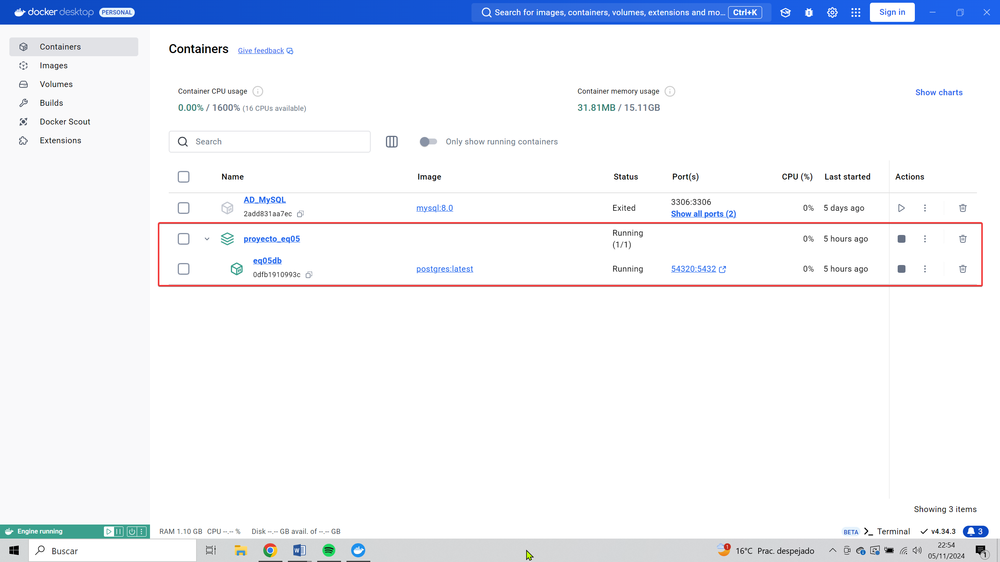 docker desktop PERSONAL
Search for images, containers, volumes, extensions and mo... Ctrl+K
Sign in
Containers
Images
Volumes
Builds
Docker Scout
Extensions
Containers Give feedback
Container CPU usage
0.00% / 1600% (16 CPUs available)
Container memory usage
31.81MB / 15.11GB
Show charts
Search
Only show running containers
Name Image Status Port(s) CPU (%) Last started Actions
AD_MySQL
2add831aa7ec
mysql:8.0
Exited
3306:3306
Show all ports (2)
0% 5 days ago
proyecto_eq05
Running
(1/1)
0% 5 hours ago
eq05db
0dfb1910993c
postgres:latest
Running
54320:5432
0% 5 hours ago
Showing 3 items
Engine running
RAM 1.10 GB CPU --.-- % Disk --.-- GB avail. of --.-- GB
BETA Terminal v4.34.3 3
Buscar
W
1
16°C Prac. despejado
22:54
05/11/2024
1